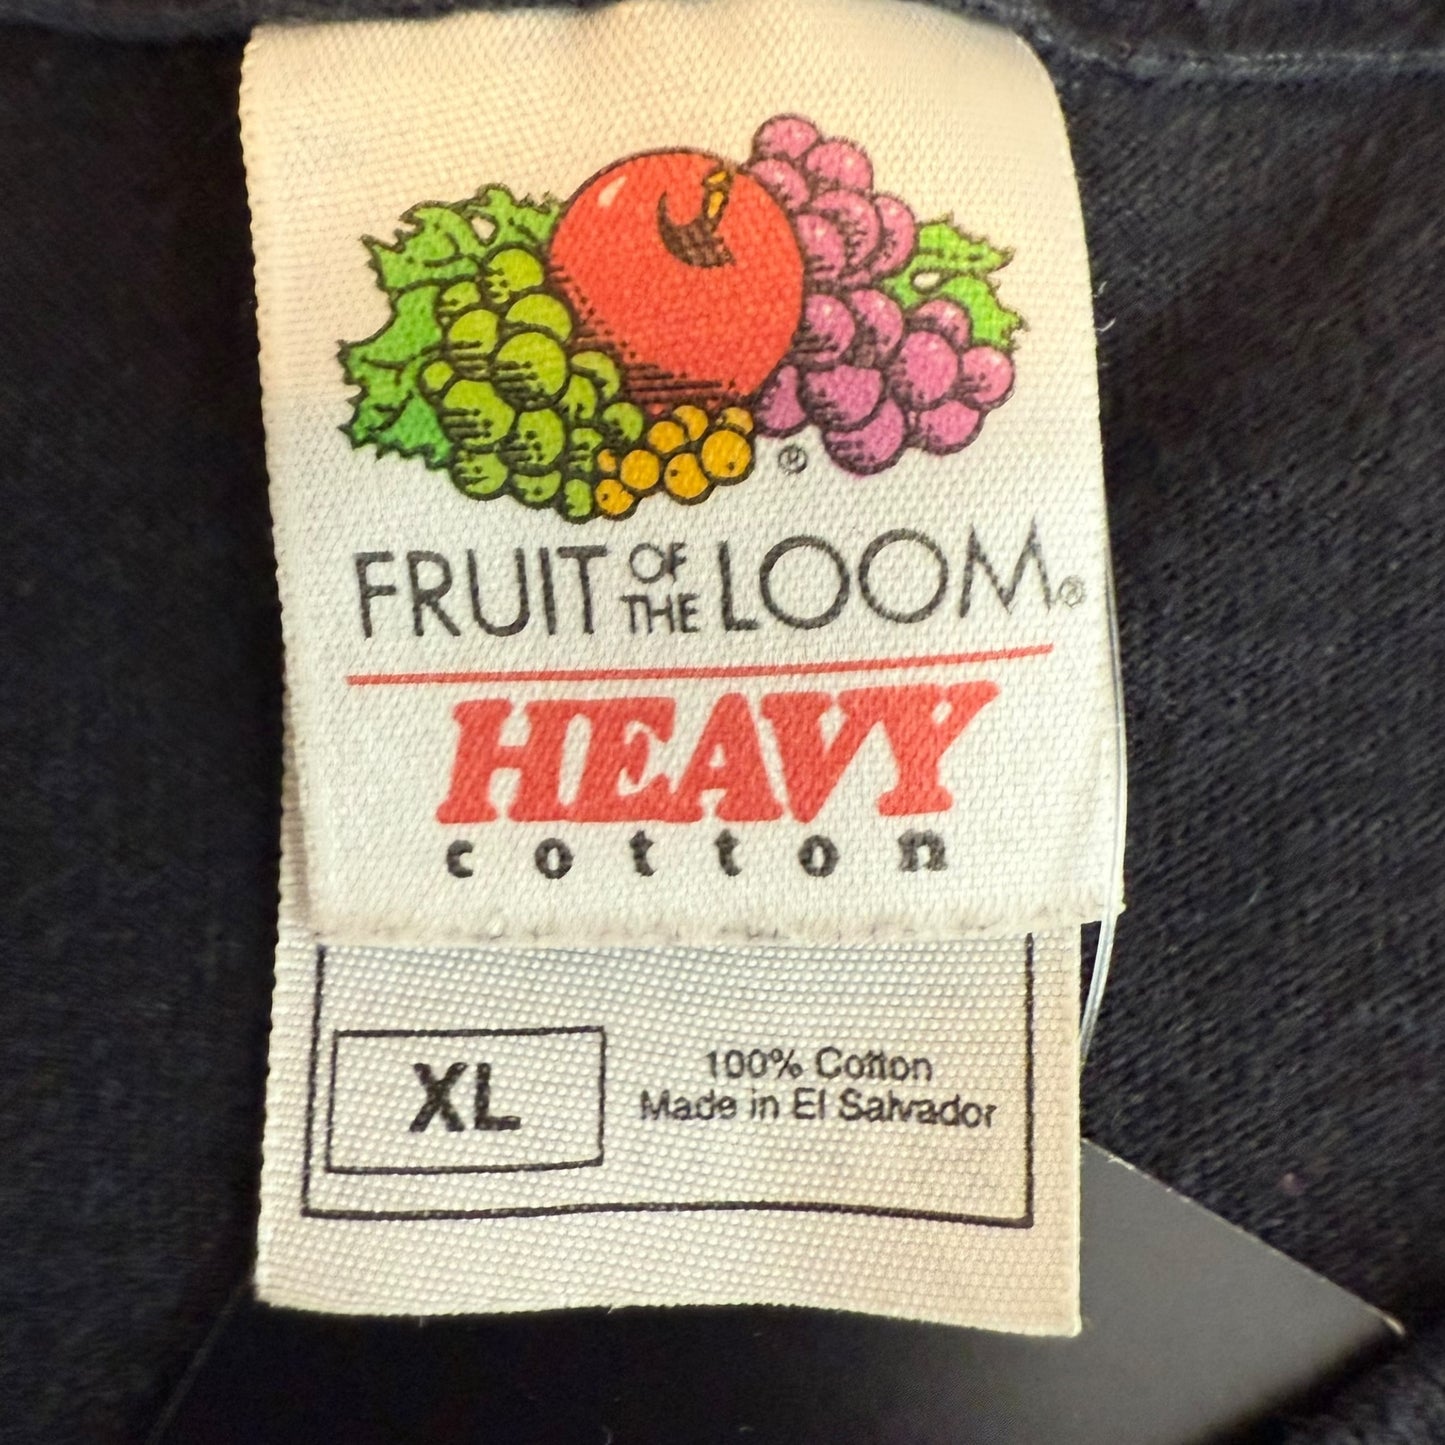 ®
FRUIT OF THE LOOM®
HEAVY
cotton
XL
100% Cotton
Made in El Salvador